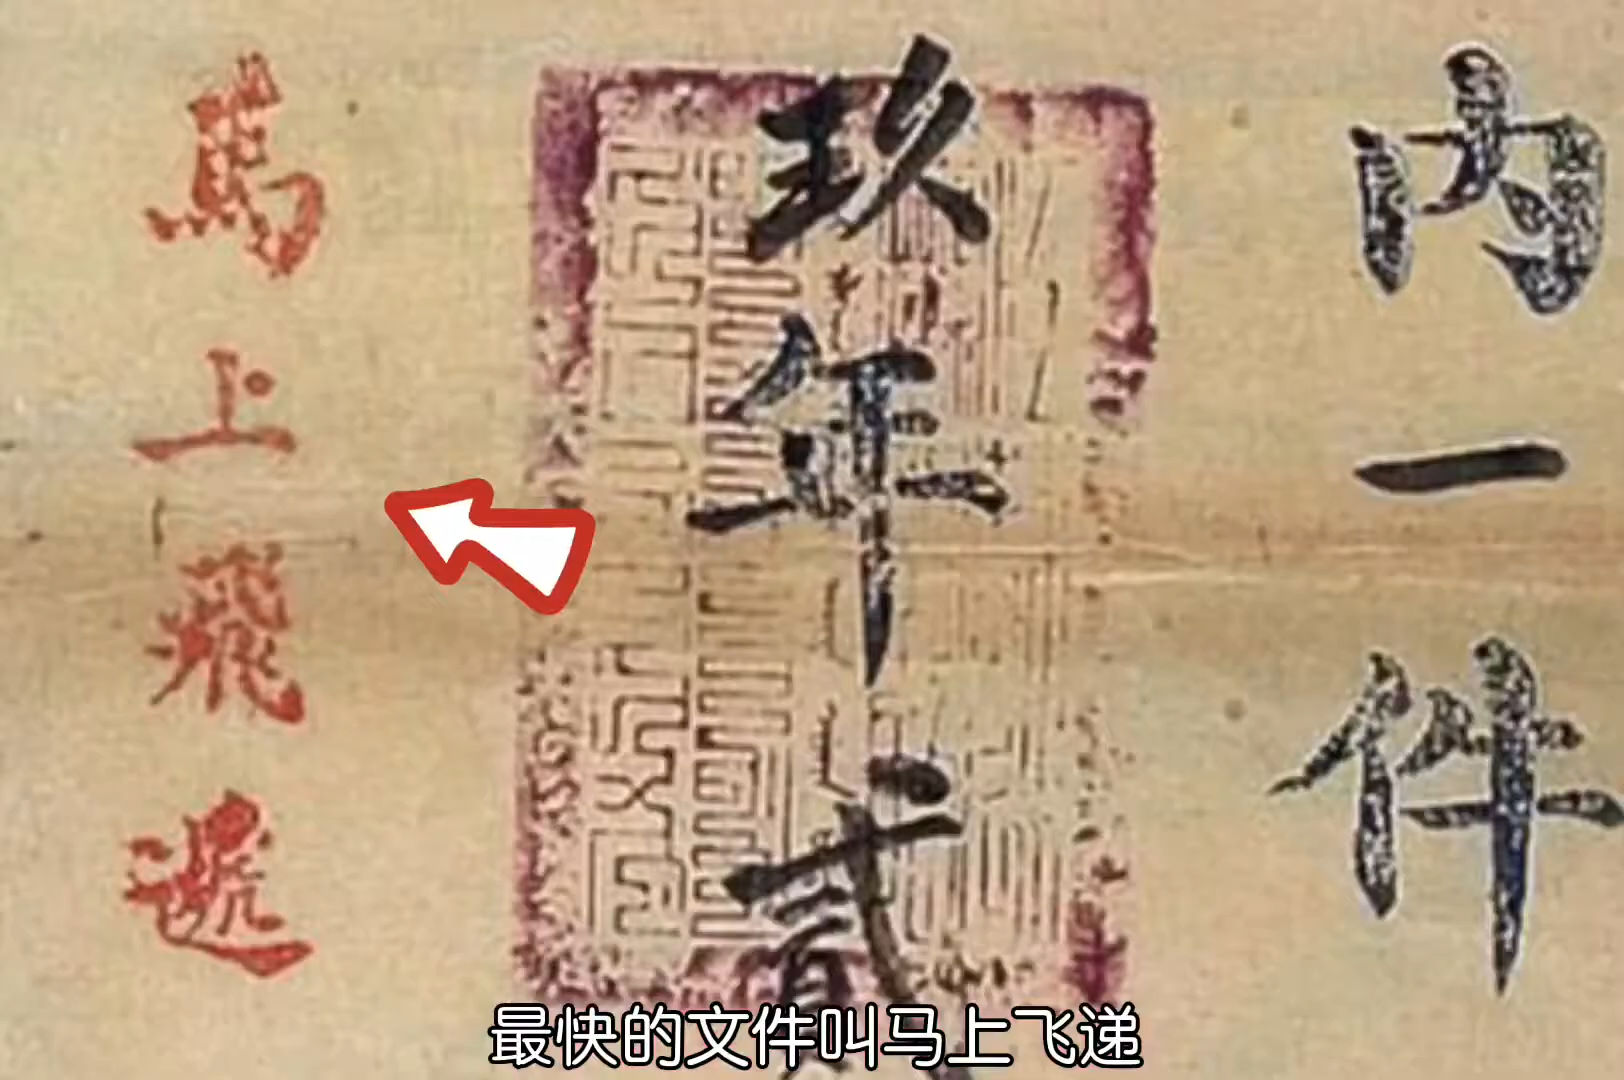 内一件
玖年貳
馬上飛遞
最快的文件叫马上飞递